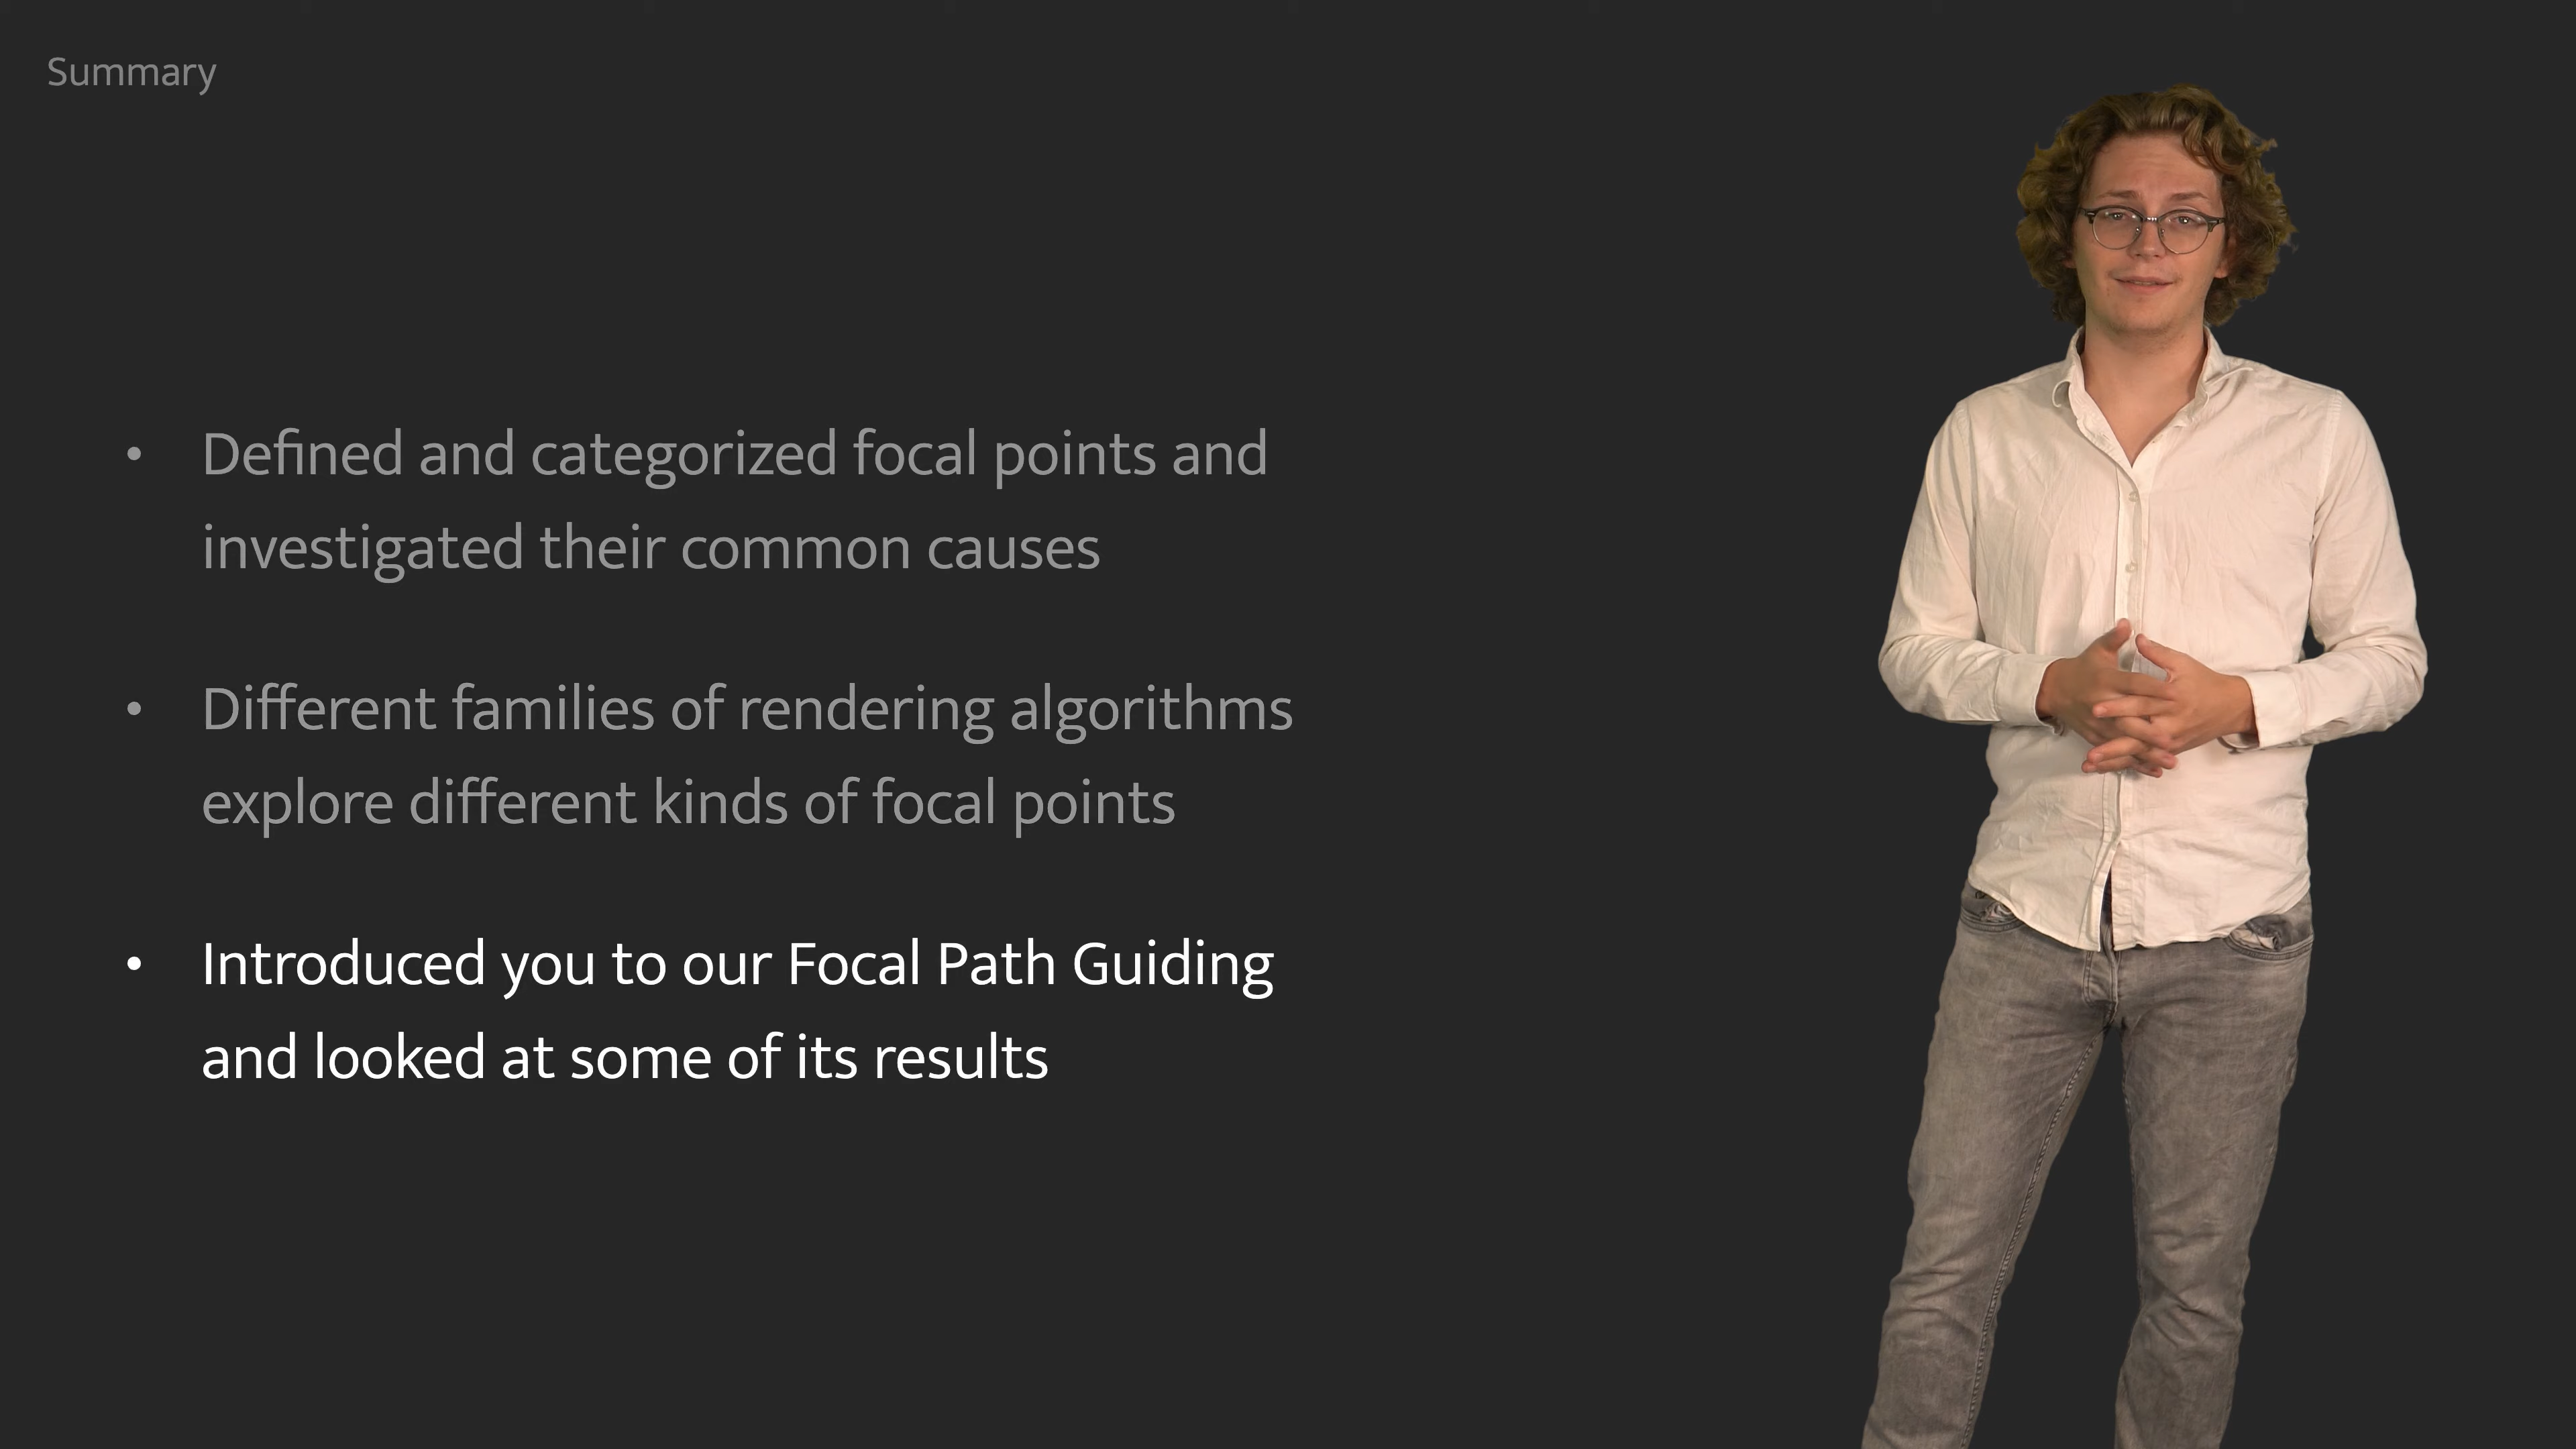 Summary
• Defined and categorized focal points and
investigated their common causes
• Different families of rendering algorithms
explore different kinds of focal points
• Introduced you to our Focal Path Guiding
and looked at some of its results